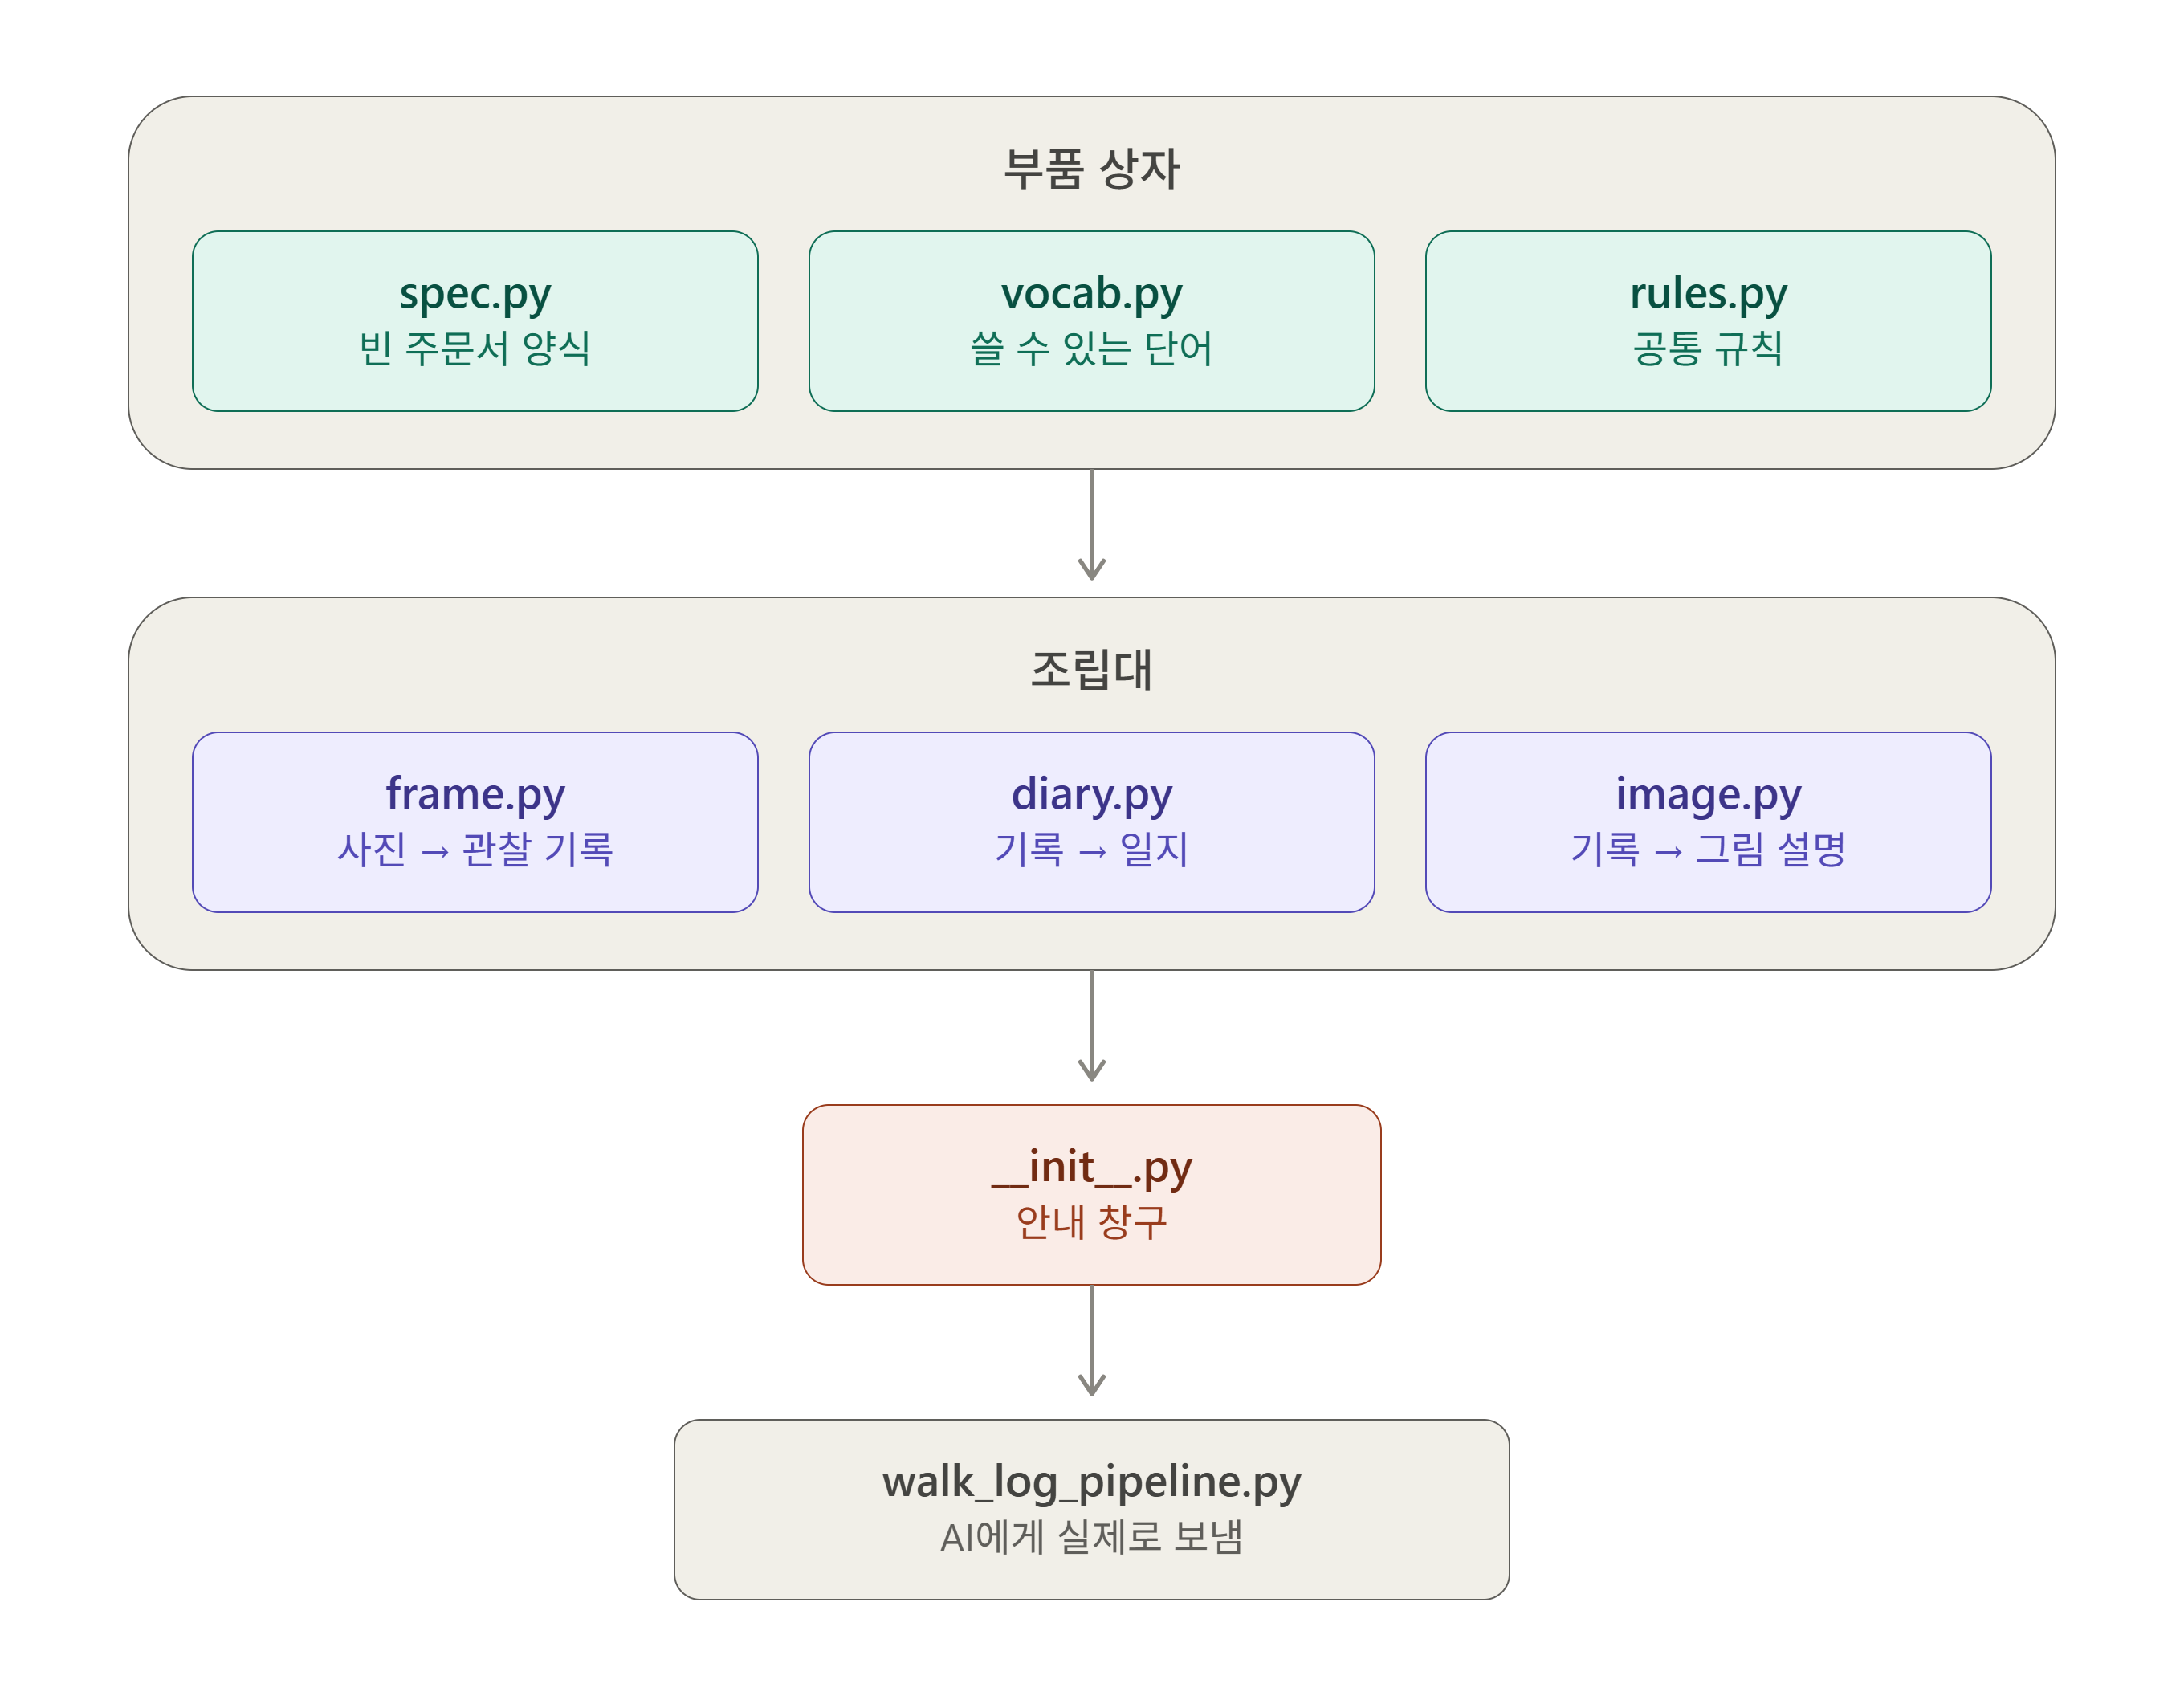 부품 상자
spec.py
빈 주문서 양식
vocab.py
쓸 수 있는 단어
rules.py
공통 규칙
조립대
frame.py
사진 → 관찰 기록
diary.py
기록 → 일지
image.py
기록 → 그림 설명
__init__.py
안내 창구
walk_log_pipeline.py
AI에게 실제로 보냄